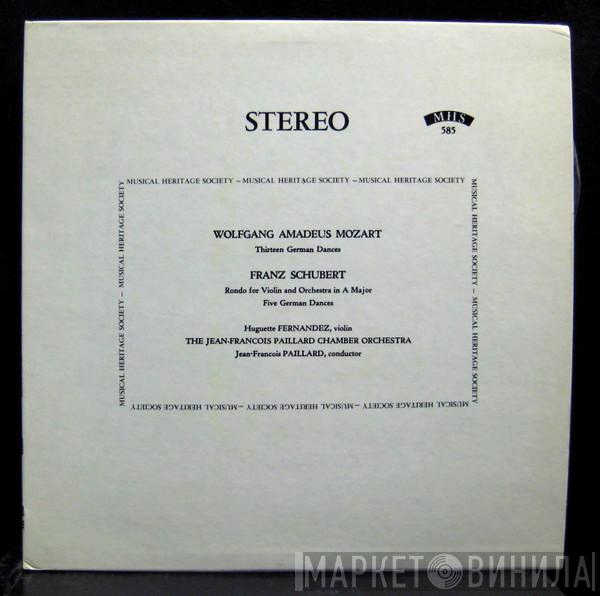 STEREO
MHS
585
MUSICAL HERITAGE SOCIETY – MUSICAL HERITAGE SOCIETY – MUSICAL HERITAGE SOCIETY
MUSICAL HERITAGE SOCIETY – MUSICAL HERITAGE SOCIETY
WOLFGANG AMADEUS MOZART
Thirteen German Dances
FRANZ SCHUBERT
Rondo for Violin and Orchestra in A Major
Five German Dances
Huguette FERNANDEZ, violin
THE JEAN-FRANCOIS PAILLARD CHAMBER ORCHESTRA
Jean-Francois PAILLARD, conductor
MUSICAL HERITAGE SOCIETY – MUSICAL HERITAGE SOCIETY
MUSICAL HERITAGE SOCIETY – MUSICAL HERITAGE SOCIETY – MUSICAL HERITAGE SOCIETY
МАРКЕТ ВИНИЛА